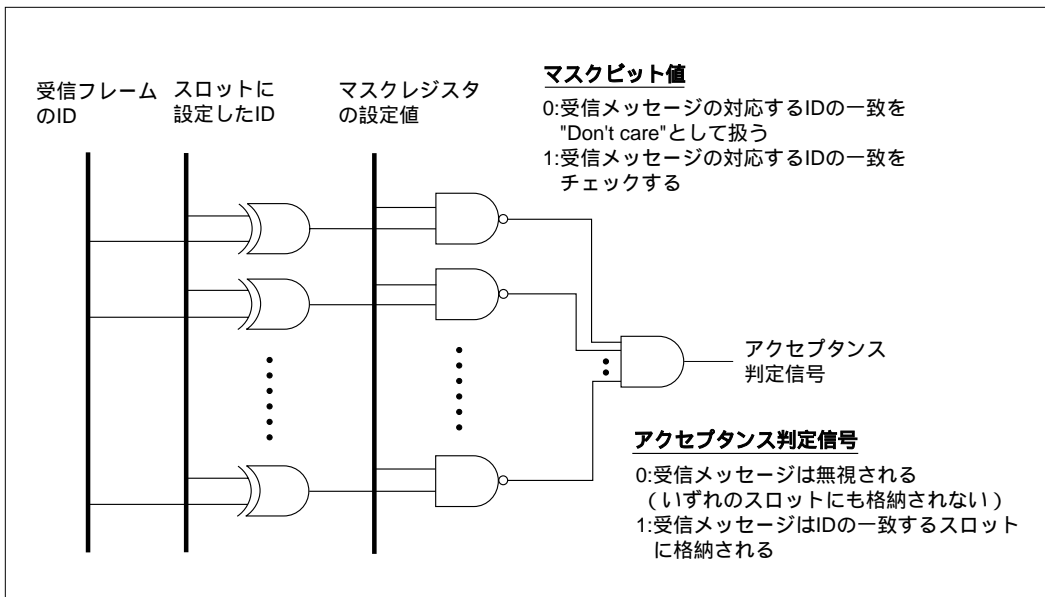 受信フレーム
のID
スロットに
設定したID
マスクレジスタ
の設定値
マスクビット値
0:受信メッセージの対応するIDの一致を
"Don't care"として扱う
1:受信メッセージの対応するIDの一致を
チェックする
アクセプタンス
判定信号
アクセプタンス判定信号
0:受信メッセージは無視される
(いずれのスロットにも格納されない)
1:受信メッセージはIDの一致するスロット
に格納される